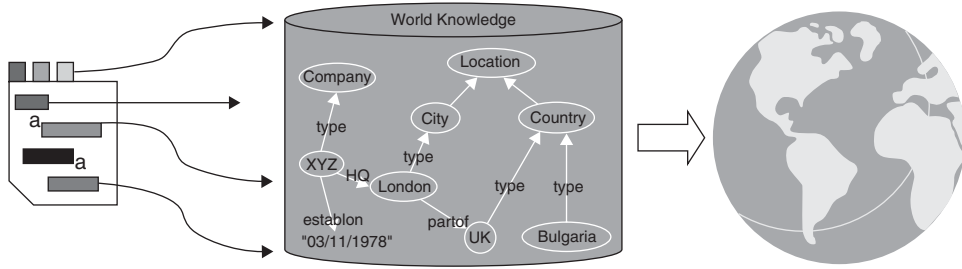 World Knowledge
Location
Company
City
Country
a
type
a
type
XYZ
HQ
London
type
type
establon
partof
"03/11/1978"
UK
Bulgaria